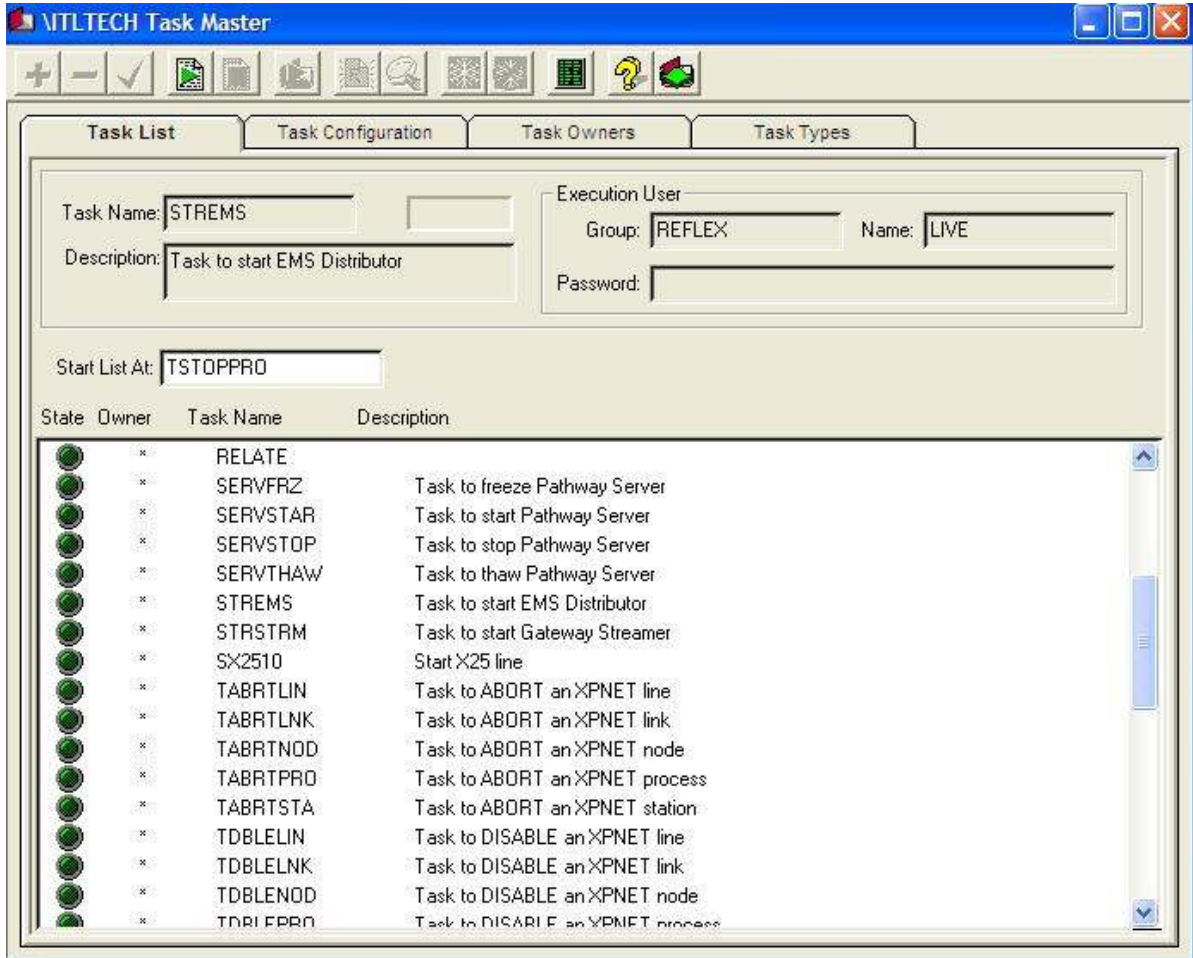 \ITLTECH Task Master
Task List Task Configuration Task Owners Task Types
Task Name: STREMS
Description: Task to start EMS Distributor
Execution User
Group: REFLEX Name: LIVE
Password:
Start List At: TSTOPPRO
State Owner Task Name Description
* RELATE
* SERVFRZ Task to freeze Pathway Server
* SERVSTAR Task to start Pathway Server
* SERVSTOP Task to stop Pathway Server
* SERVTHAW Task to thaw Pathway Server
* STREMS Task to start EMS Distributor
* STRSTRM Task to start Gateway Streamer
* SX2510 Start X25 line
* TABRTLIN Task to ABORT an XPNET line
* TABRTLNK Task to ABORT an XPNET link
* TABRTNOD Task to ABORT an XPNET node
* TABRTPRO Task to ABORT an XPNET process
* TABRTSTA Task to ABORT an XPNET station
* TDBLELIN Task to DISABLE an XPNET line
* TDBLELNK Task to DISABLE an XPNET link
* TDBLENOD Task to DISABLE an XPNET node
* TDBLEPRO Task to DISABLE an XPNET process